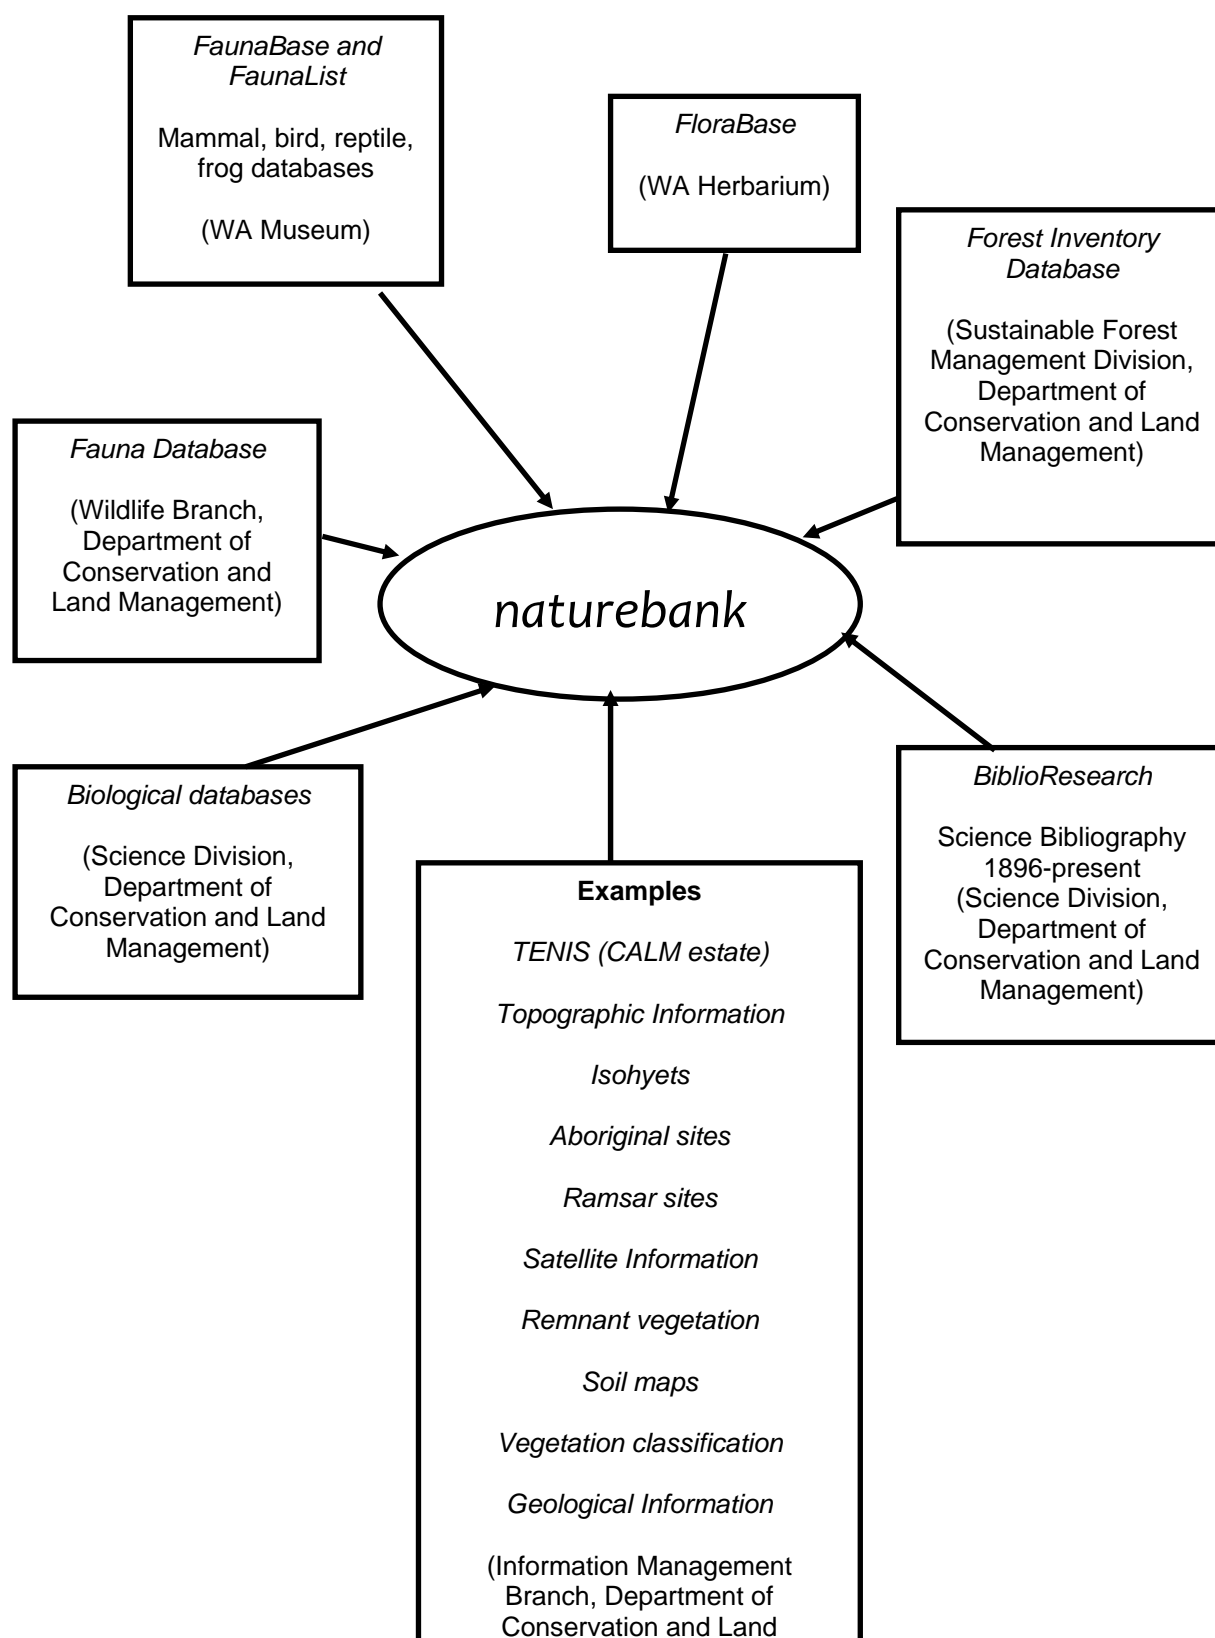 FaunaBase and
FaunaList
Mammal, bird, reptile,
frog databases
(WA Museum)
FloraBase
(WA Herbarium)
Forest Inventory
Database
(Sustainable Forest
Management Division,
Department of
Conservation and Land
Management)
Fauna Database
(Wildlife Branch,
Department of
Conservation and
Land Management)
naturebank
Biological databases
(Science Division,
Department of
Conservation and Land
Management)
BiblioResearch
Science Bibliography
1896-present
(Science Division,
Department of
Conservation and Land
Management)
Examples
TENIS (CALM estate)
Topographic Information
Isohyets
Aboriginal sites
Ramsar sites
Satellite Information
Remnant vegetation
Soil maps
Vegetation classification
Geological Information
(Information Management
Branch, Department of
Conservation and Land